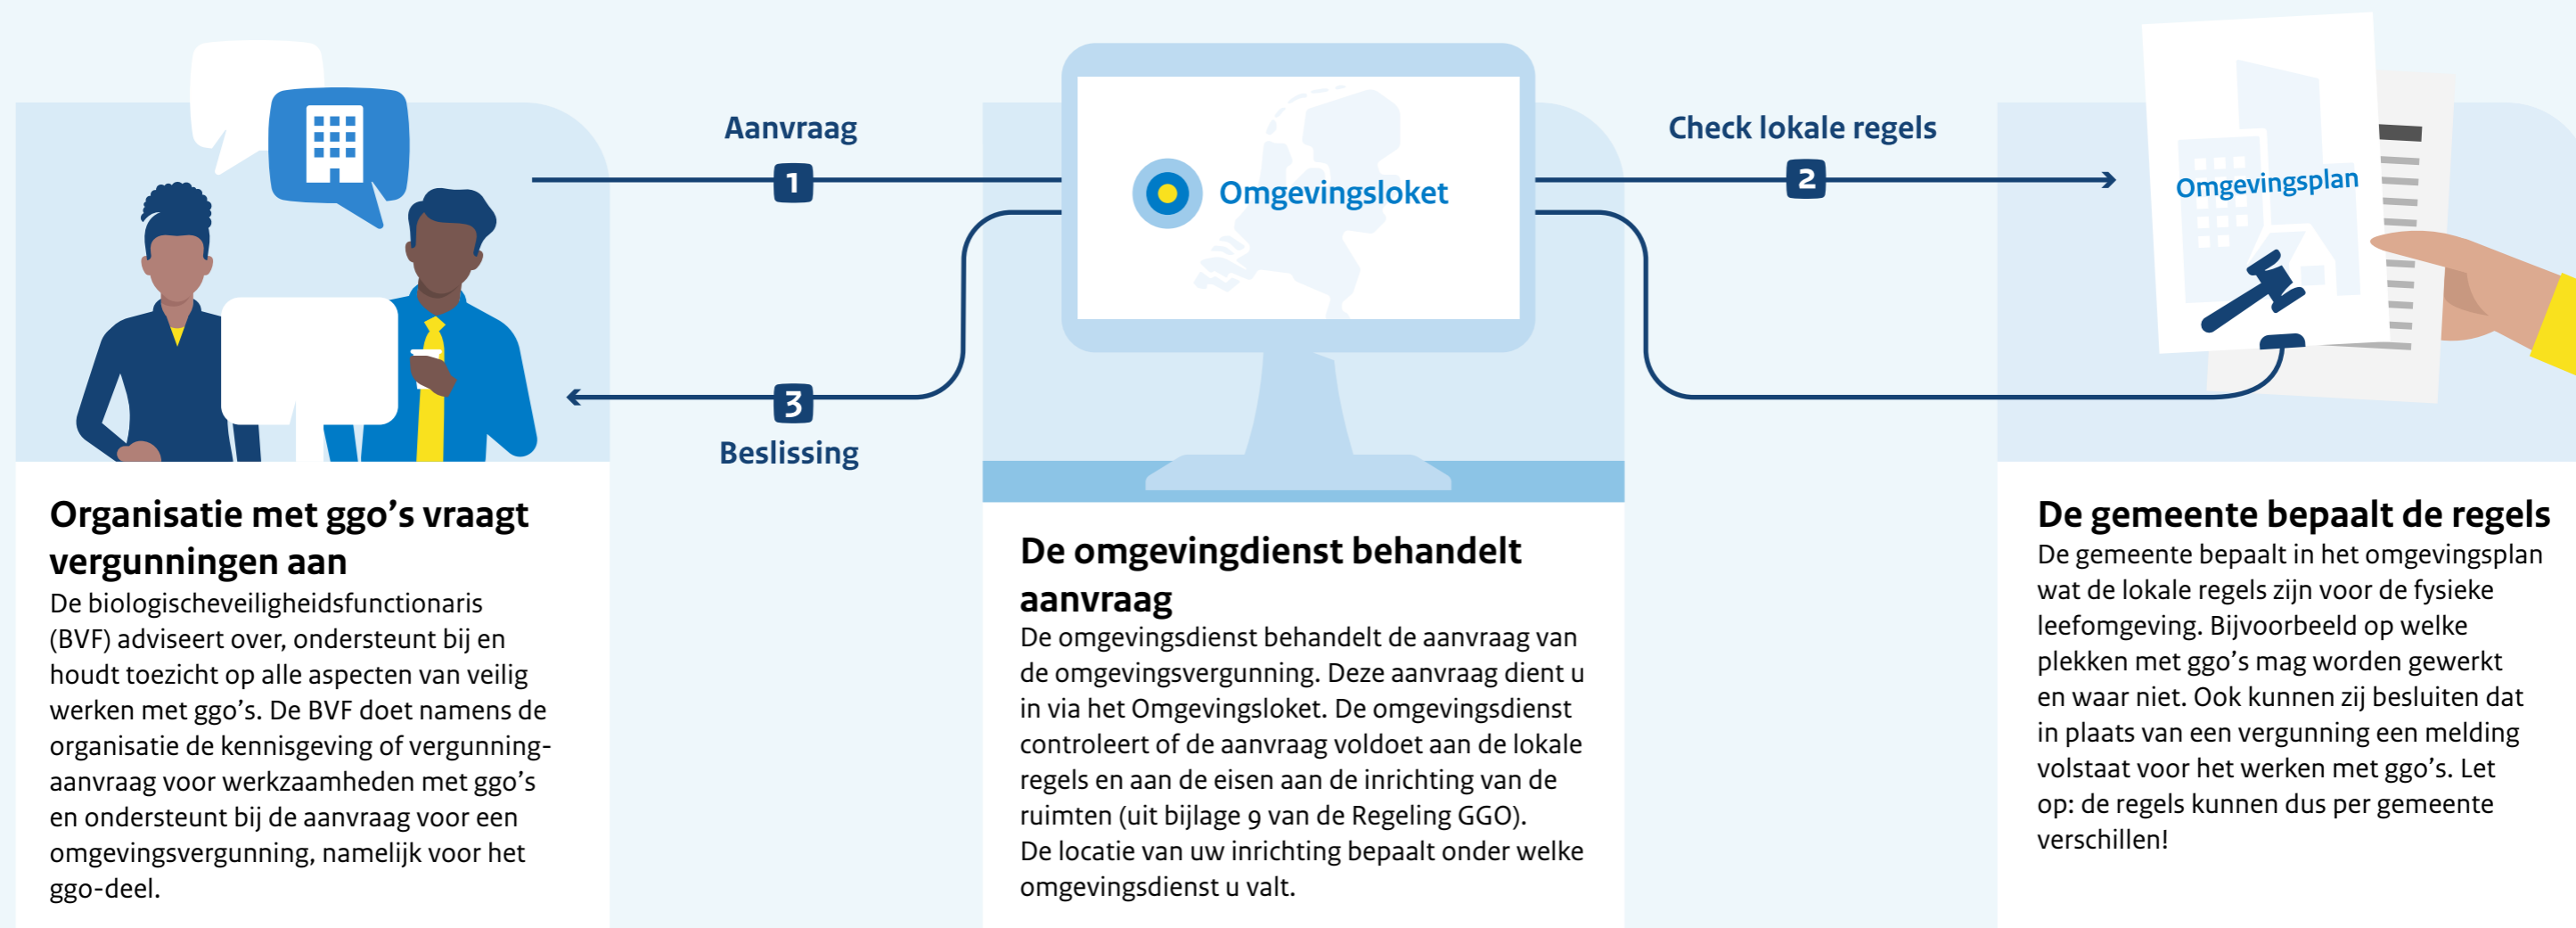 Aanvraag
1
Omgevingsloket
Check lokale regels
2
Omgevingsplan
3
Beslissing
Organisatie met ggo’s vraagt
vergunningen aan
De biologischeveiligheidsfunctionaris
(BVF) adviseert over, ondersteunt bij en
houdt toezicht op alle aspecten van veilig
werken met ggo’s. De BVF doet namens de
organisatie de kennisgeving of vergunning-
aanvraag voor werkzaamheden met ggo’s
en ondersteunt bij de aanvraag voor een
omgevingsvergunning, namelijk voor het
ggo-deel.
De omgevingdienst behandelt
aanvraag
De omgevingsdienst behandelt de aanvraag van
de omgevingsvergunning. Deze aanvraag dient u
in via het Omgevingsloket. De omgevingsdienst
controleert of de aanvraag voldoet aan de lokale
regels en aan de eisen aan de inrichting van de
ruimten (uit bijlage 9 van de Regeling GGO).
De locatie van uw inrichting bepaalt onder welke
omgevingsdienst u valt.
De gemeente bepaalt de regels
De gemeente bepaalt in het omgevingsplan
wat de lokale regels zijn voor de fysieke
leefomgeving. Bijvoorbeeld op welke
plekken met ggo’s mag worden gewerkt
en waar niet. Ook kunnen zij besluiten dat
in plaats van een vergunning een melding
volstaat voor het werken met ggo’s. Let
op: de regels kunnen dus per gemeente
verschillen!